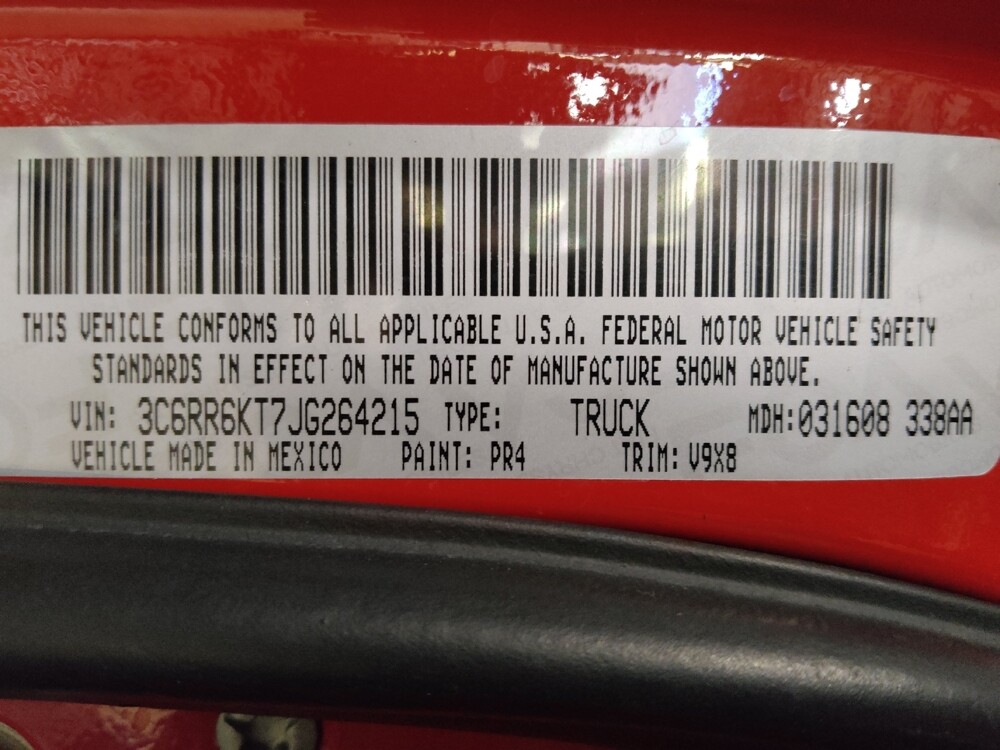 THIS VEHICLE CONFORMS TO ALL APPLICABLE U.S.A. FEDERAL MOTOR VEHICLE SAFETY
STANDARDS IN EFFECT ON THE DATE OF MANUFACTURE SHOWN ABOVE.
VIN: 3C6RR6KT7JG264215 TYPE: TRUCK MDH:031608 338AA
VEHICLE MADE IN MEXICO PAINT: PR4 TRIM: V9X8